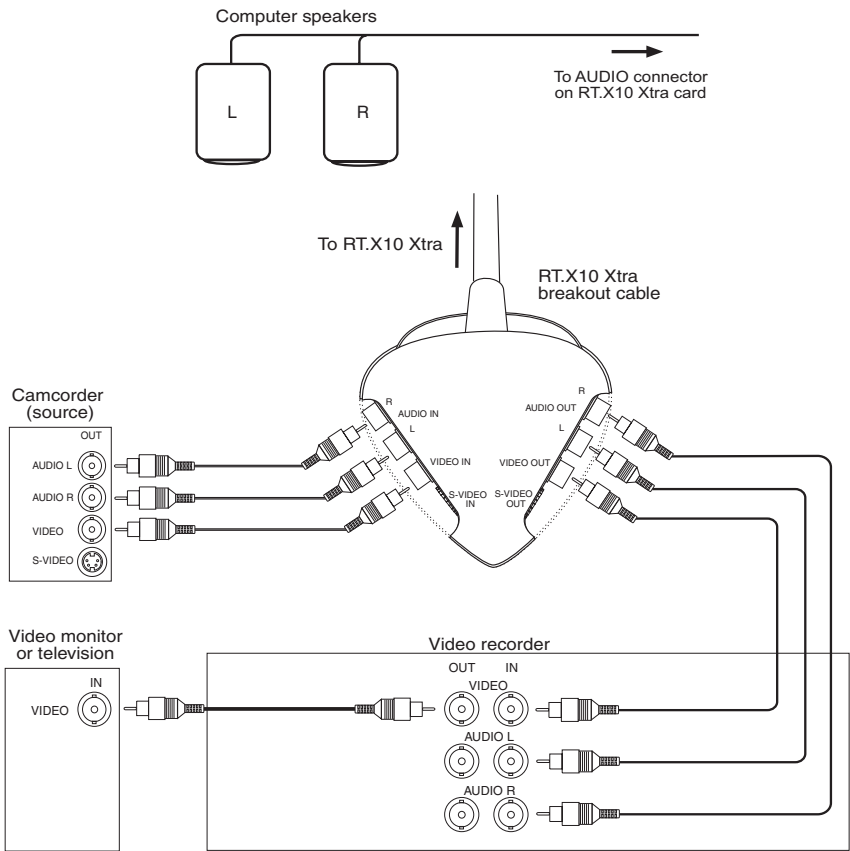 Computer speakers
L
R
To AUDIO connector
on RT.X10 Xtra card
To RT.X10 Xtra
RT.X10 Xtra
breakout cable
Camcorder
(source)
OUT
AUDIO L
AUDIO R
VIDEO
S-VIDEO
R
AUDIO IN
L
VIDEO IN
S-VIDEO
IN
R
AUDIO OUT
L
VIDEO OUT
S-VIDEO
OUT
Video monitor
or television
IN
VIDEO
Video recorder
OUT IN
VIDEO
AUDIO L
AUDIO R